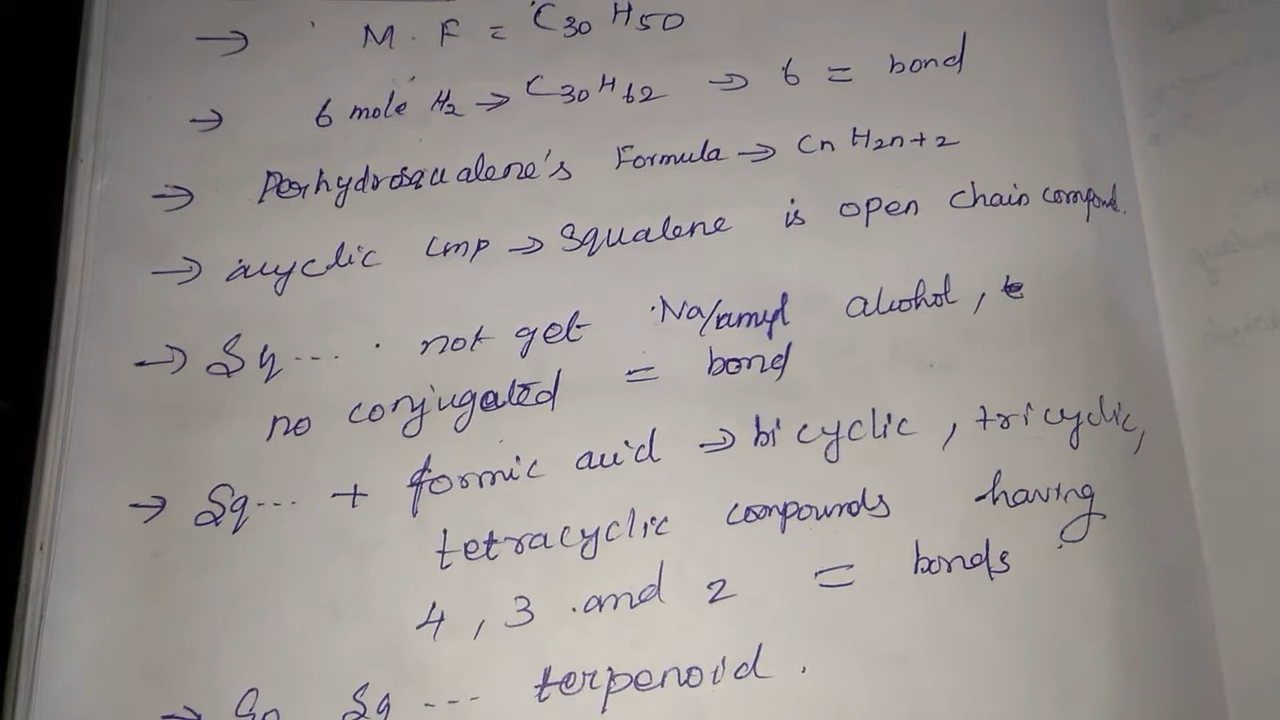 → M.F = C30 H50
→ 6 mole H2 → C30H62 → 6 = bond
→ Perhydrosqualene's Formula → Cn H2n+2
→ acyclic cmp → Squalene is open chain compound.
→ Sq... not get Na/amyl alcohol,
no conjugated = bond
→ Sq... + formic acid → bicyclic, tricyclic,
tetracyclic compounds having
4, 3 and 2 = bonds
→ Sq... terpenoid.